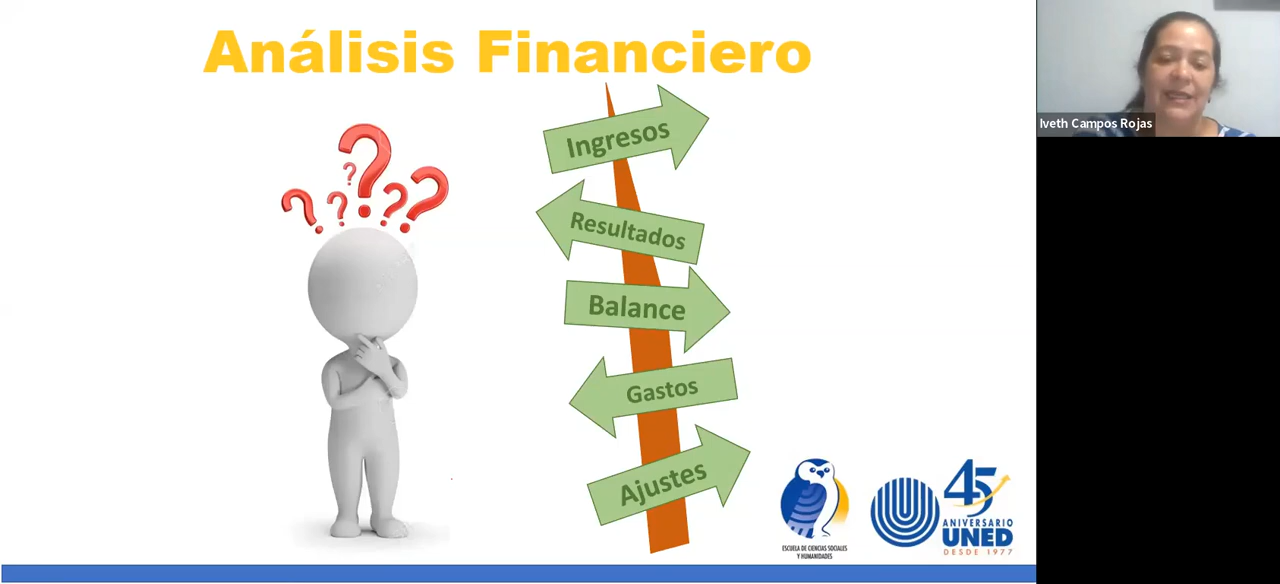 Análisis Financiero
Iveth Campos Rojas
Ingresos
Resultados
Balance
Gastos
Ajustes
ESCUELA DE CIENCIAS SOCIALES
Y HUMANIDADES
45
ANIVERSARIO
UNED
DESDE 1977